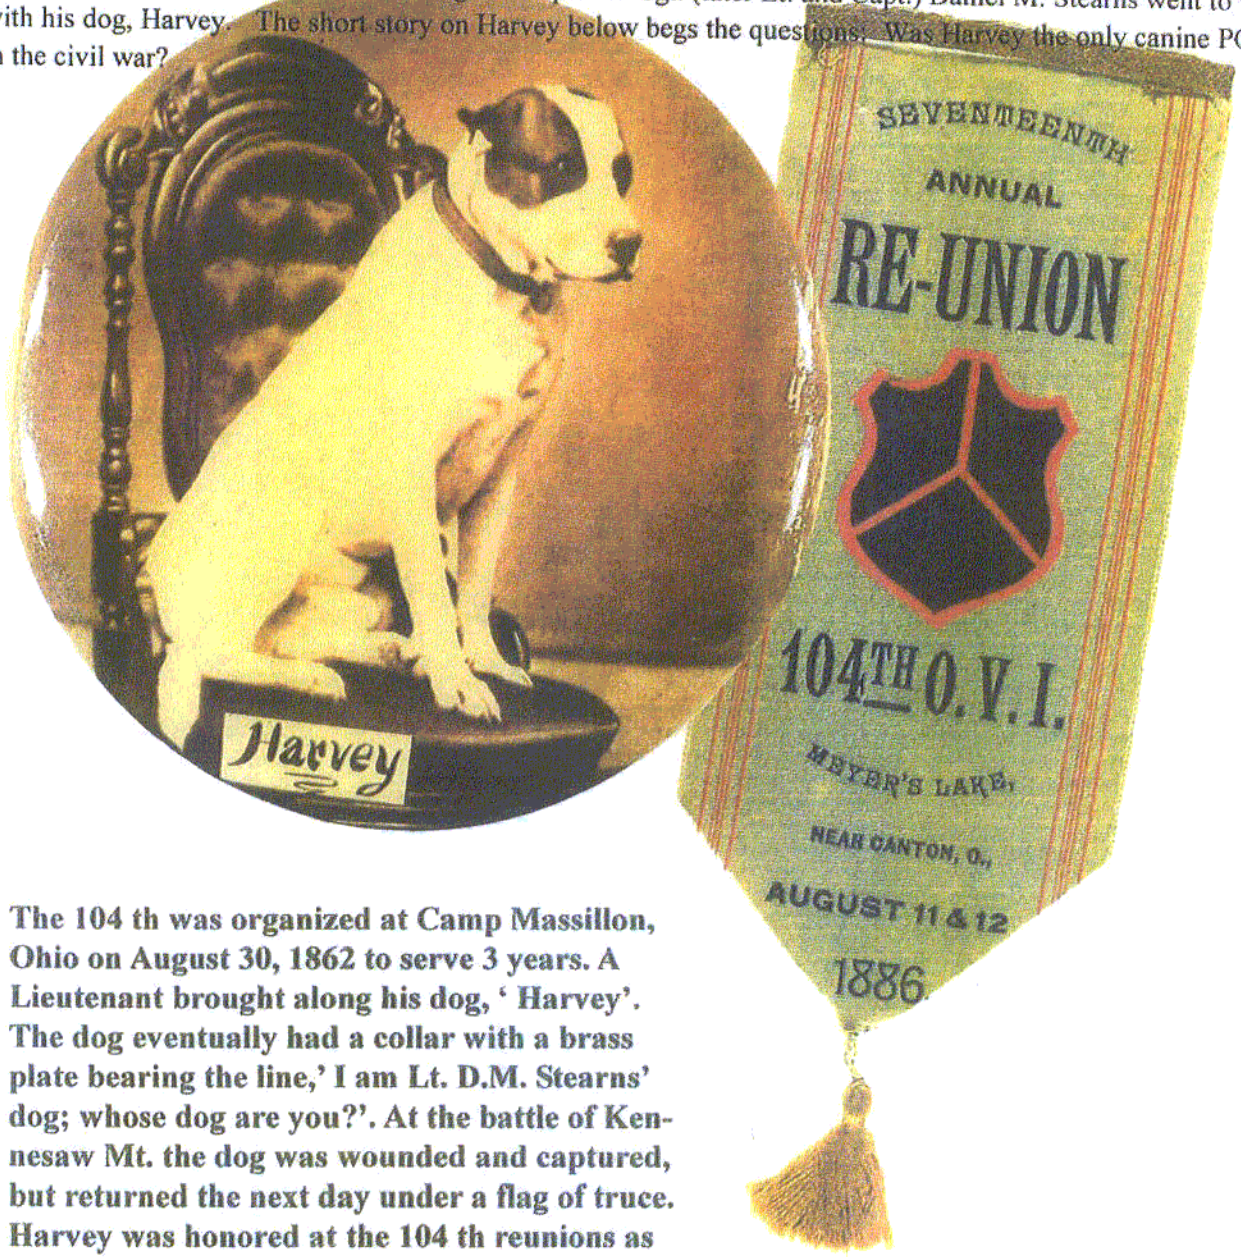 Daniel M. Stearns went to
with his dog, Harvey. The short story on Harvey below begs the questions; Was Harvey the only canine
the civil war?
SEVENTEENTH
ANNUAL
RE-UNION
104TH O.V.I.
MEYER'S LAKE,
NEAR CANTON, O.,
AUGUST 11 & 12
1886.
Harvey
The 104 th was organized at Camp Massillon,
Ohio on August 30, 1862 to serve 3 years. A
Lieutenant brought along his dog, ‘ Harvey’.
The dog eventually had a collar with a brass
plate bearing the line,’ I am Lt. D.M. Stearns’
dog; whose dog are you?’. At the battle of Ken-
nesaw Mt. the dog was wounded and captured,
but returned the next day under a flag of truce.
Harvey was honored at the 104 th reunions as